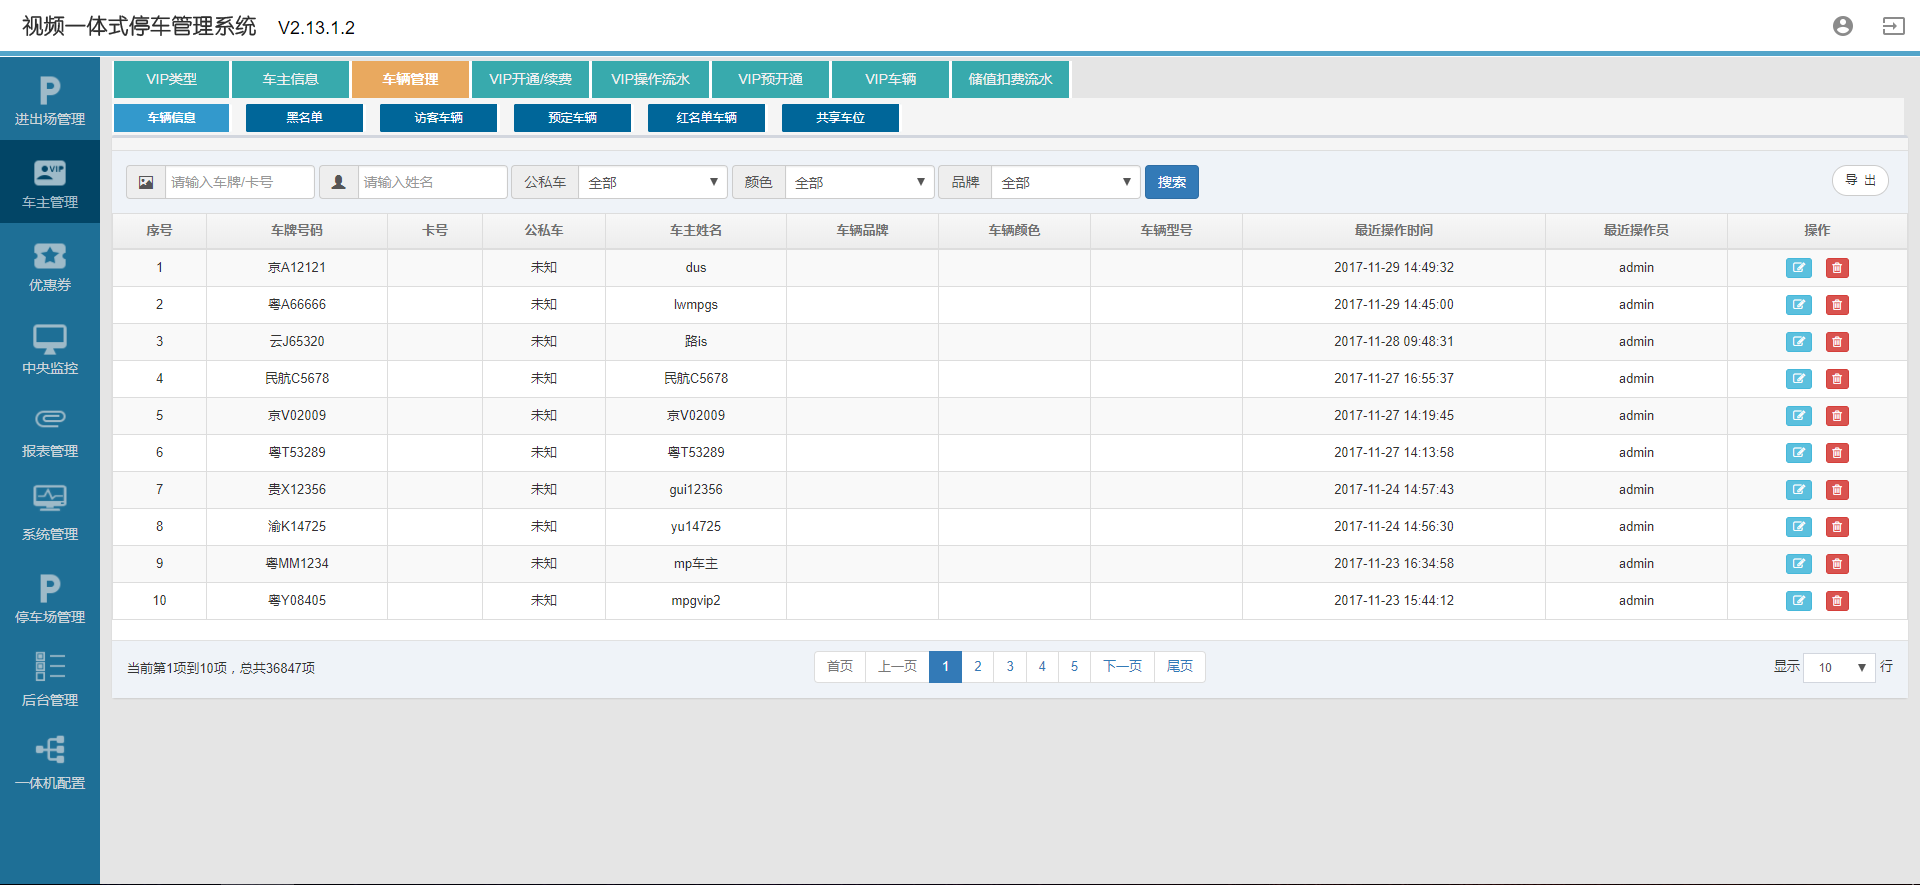 视频一体式停车管理系统 V2.13.1.2
进出场管理
车主管理
优惠券
中央监控
报表管理
系统管理
停车场管理
后台管理
一体机配置
VIP类型 车主信息 车辆管理 VIP开通/续费 VIP操作流水 VIP预开通 VIP车辆 储值扣费流水
车辆信息 黑名单 访客车辆 预定车辆 红名单车辆 共享车位
请输入车牌/卡号 请输入姓名 公私车 全部 颜色 全部 品牌 全部 搜索 导 出
序号 车牌号码 卡号 公私车 车主姓名 车辆品牌 车辆颜色 车辆型号 最近操作时间 最近操作员 操作
1 京A12121 未知 dus 2017-11-29 14:49:32 admin
2 粤A66666 未知 lwmpgs 2017-11-29 14:45:00 admin
3 云J65320 未知 路is 2017-11-28 09:48:31 admin
4 民航C5678 未知 民航C5678 2017-11-27 16:55:37 admin
5 京V02009 未知 京V02009 2017-11-27 14:19:45 admin
6 粤T53289 未知 粤T53289 2017-11-27 14:13:58 admin
7 贵X12356 未知 gui12356 2017-11-24 14:57:43 admin
8 渝K14725 未知 yu14725 2017-11-24 14:56:30 admin
9 粤MM1234 未知 mp车主 2017-11-23 16:34:58 admin
10 粤Y08405 未知 mpgvip2 2017-11-23 15:44:12 admin
当前第1项到10项，总共36847项 首页 上一页 1 2 3 4 5 下一页 尾页 显示 10 行